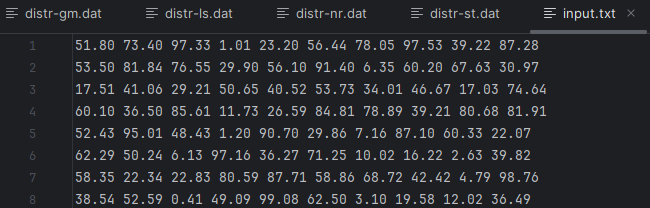 distr-gm.dat distr-ls.dat distr-nr.dat distr-st.dat input.txt ×
1 51.80 73.40 97.33 1.01 23.20 56.44 78.05 97.53 39.22 87.28
2 53.50 81.84 76.55 29.90 56.10 91.40 6.35 60.20 67.63 30.97
3 17.51 41.06 29.21 50.65 40.52 53.73 34.01 46.67 17.03 74.64
4 60.10 36.50 85.61 11.73 26.59 84.81 78.89 39.21 80.68 81.91
5 52.43 95.01 48.43 1.20 90.70 29.86 7.16 87.10 60.33 22.07
6 62.29 50.24 6.13 97.16 36.27 71.25 10.02 16.22 2.63 39.82
7 58.35 22.34 22.83 80.59 87.71 58.86 68.72 42.42 4.79 98.76
8 38.54 52.59 0.41 49.09 99.08 62.50 3.10 19.58 12.02 36.49